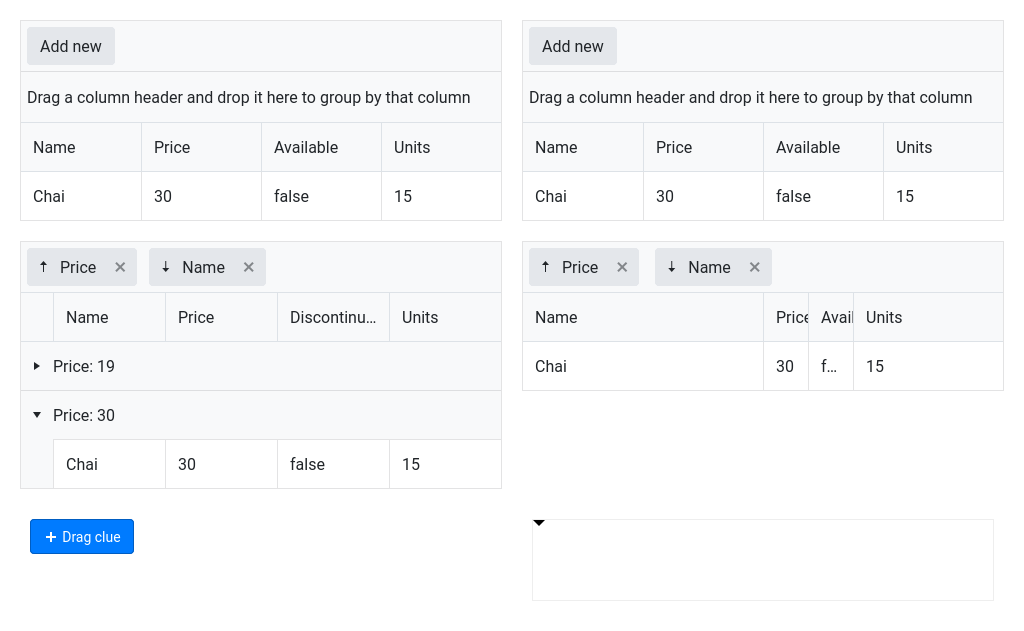 Add new
Drag a column header and drop it here to group by that column
Name Price Available Units
Chai 30 false 15
Add new
Drag a column header and drop it here to group by that column
Name Price Available Units
Chai 30 false 15
↑ Price × ↓ Name ×
Name Price Discontinu... Units
Price: 19
Price: 30
Chai 30 false 15
↑ Price × ↓ Name ×
Name Price Avail Units
Chai 30 f... 15
+ Drag clue